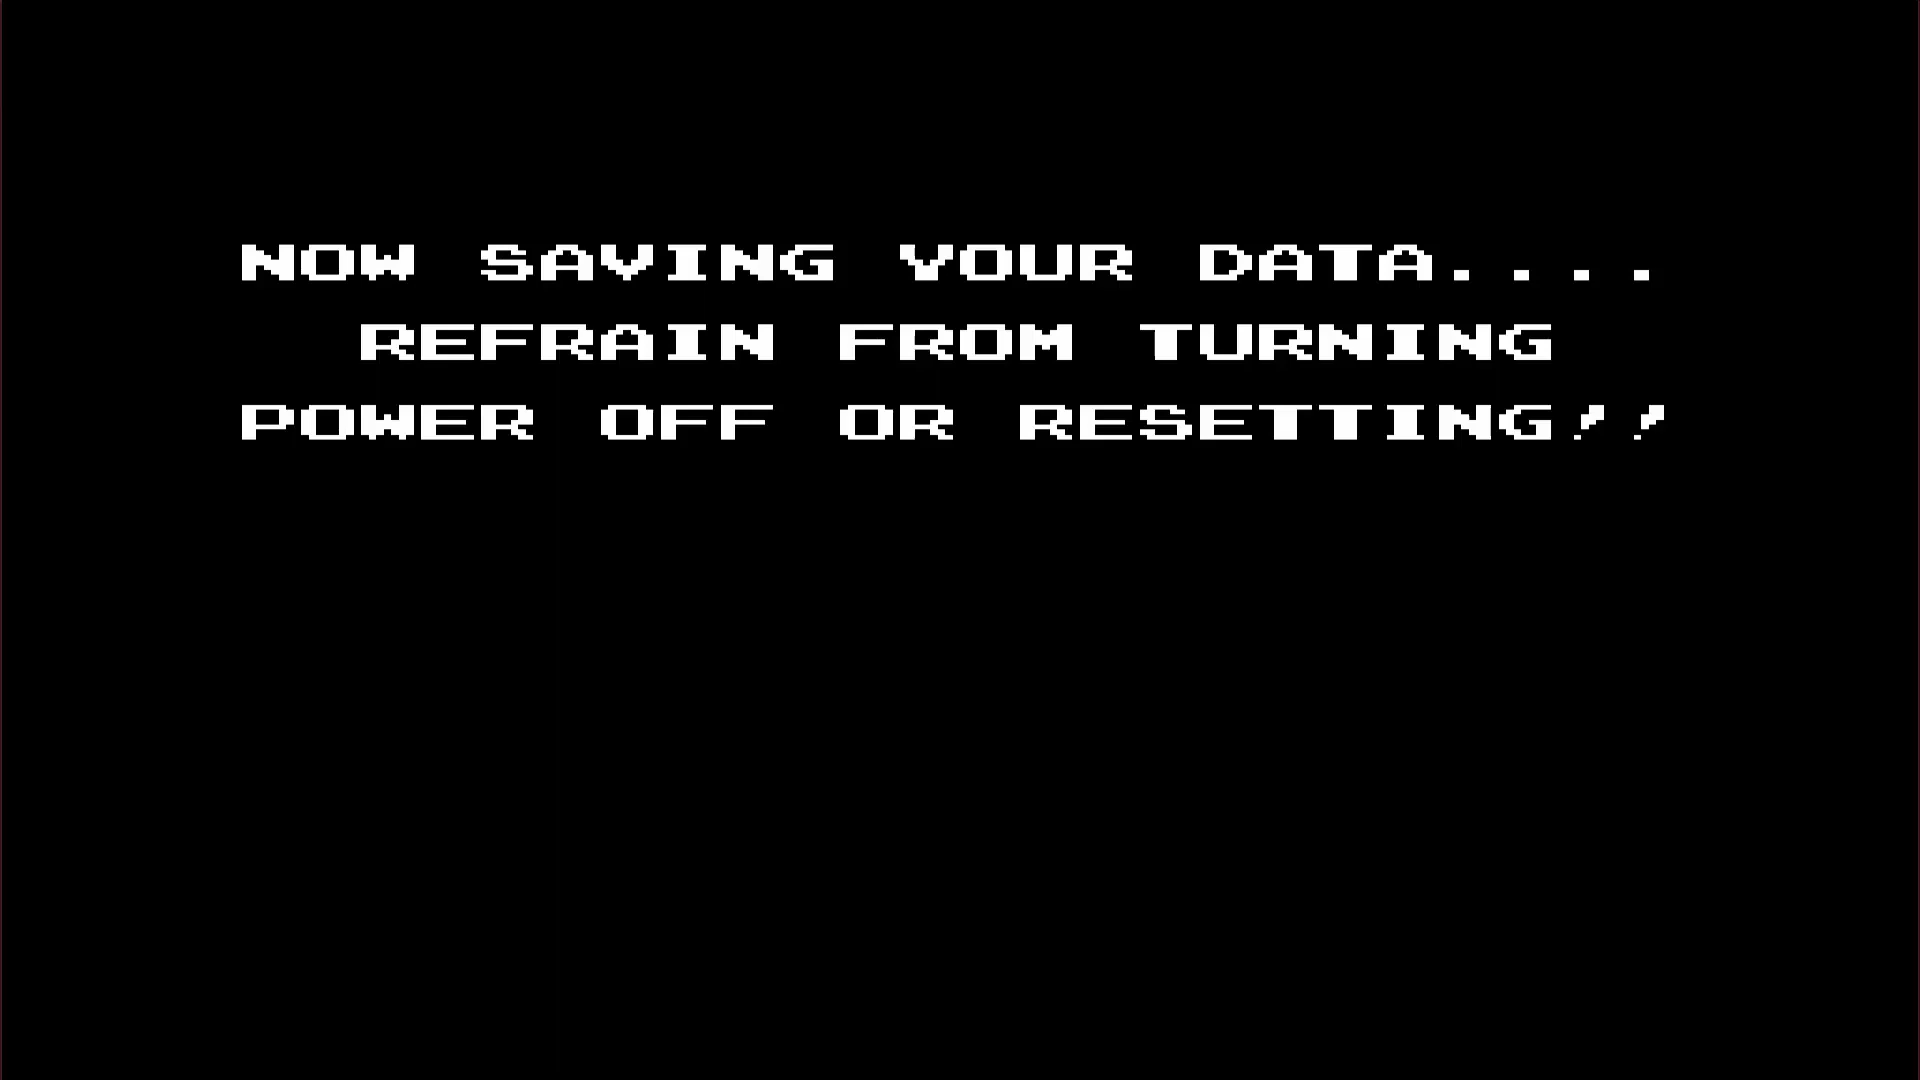 NOW SAVING YOUR DATA....
REFRAIN FROM TURNING
POWER OFF OR RESETTING!!